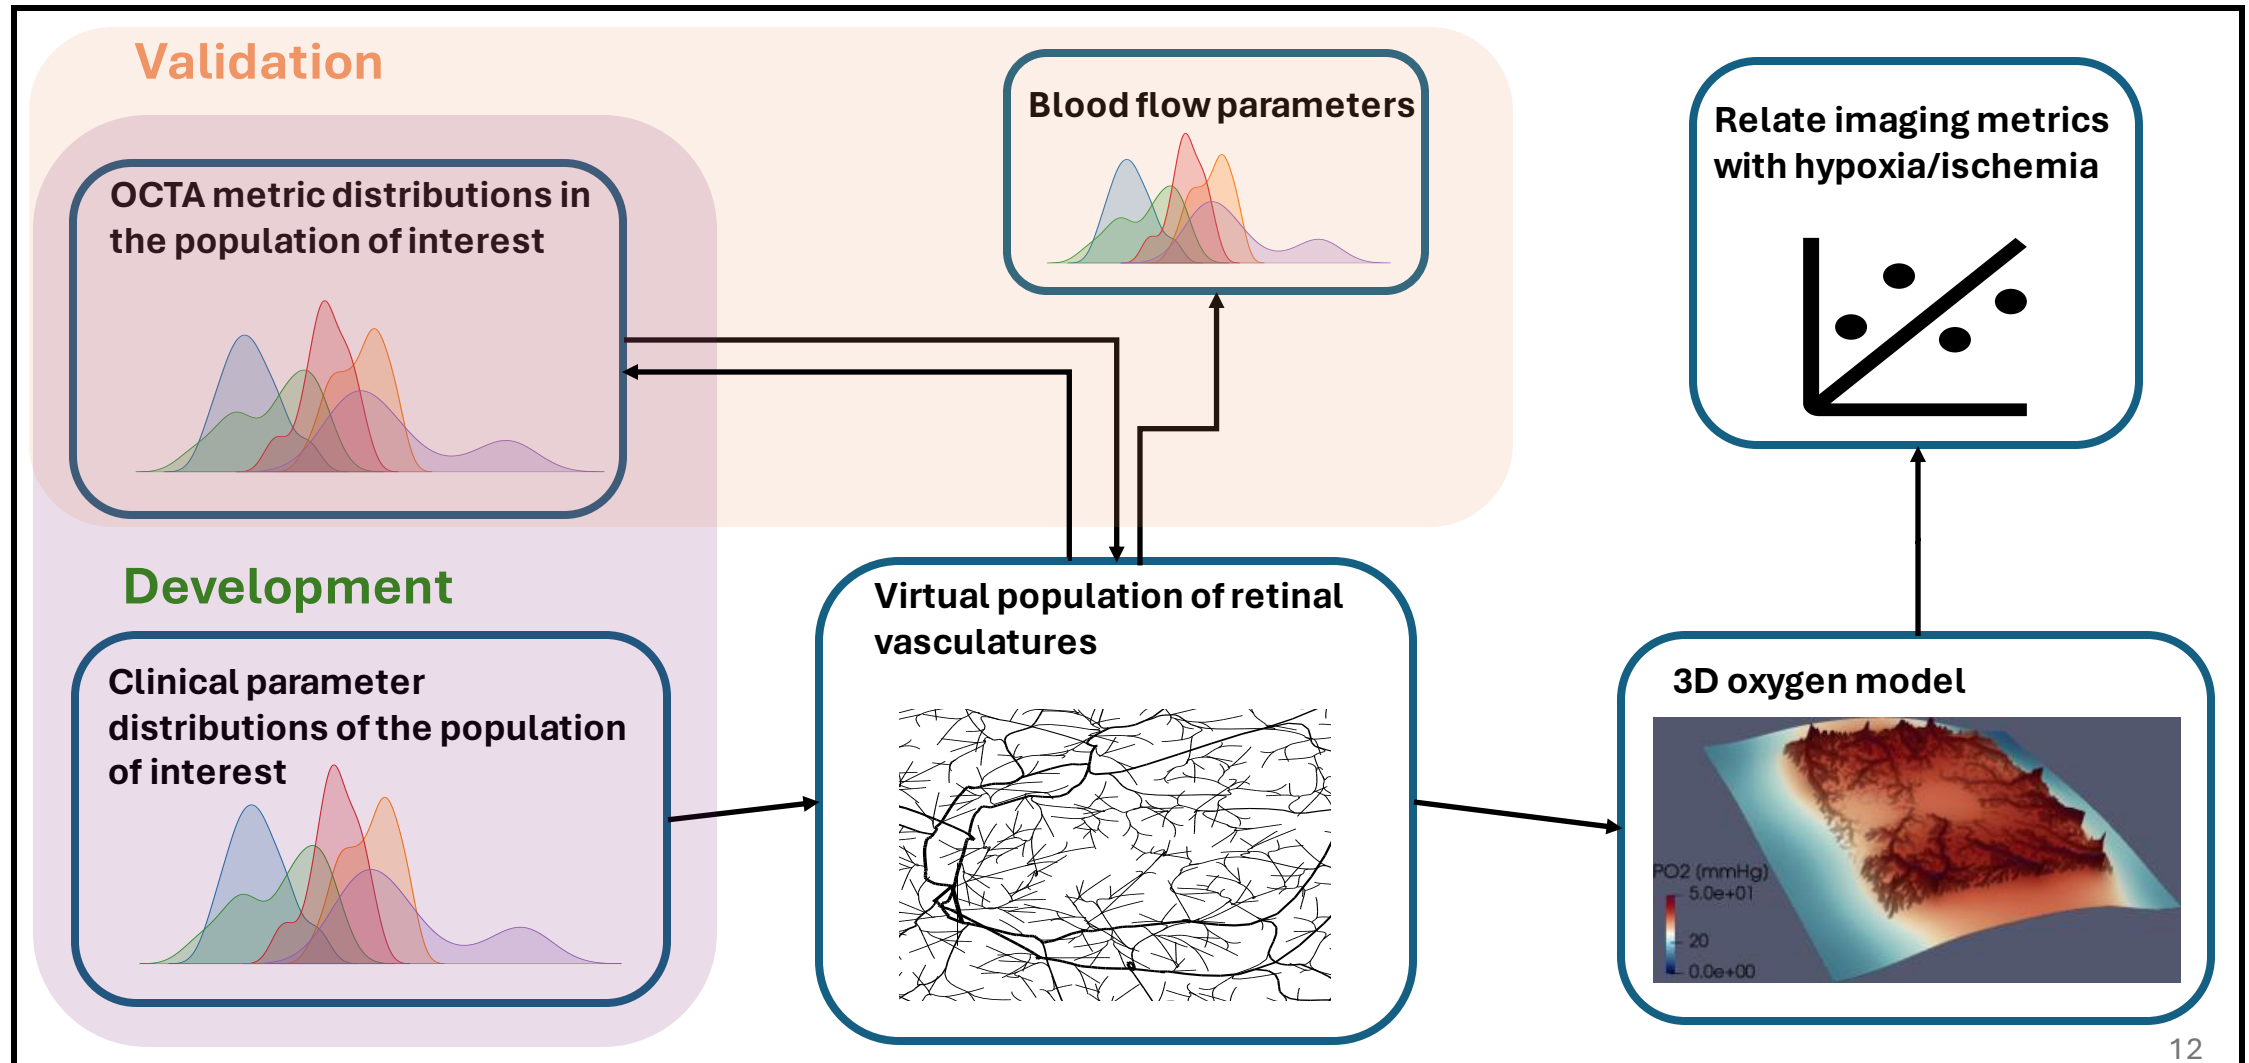 Validation
OCTA metric distributions in
the population of interest
Blood flow parameters
Relate imaging metrics
with hypoxia/ischemia
Development
Clinical parameter
distributions of the population
of interest
Virtual population of retinal
vasculatures
3D oxygen model
PO2 (mmHg)
5.0e+01
20
0.0e+00
12